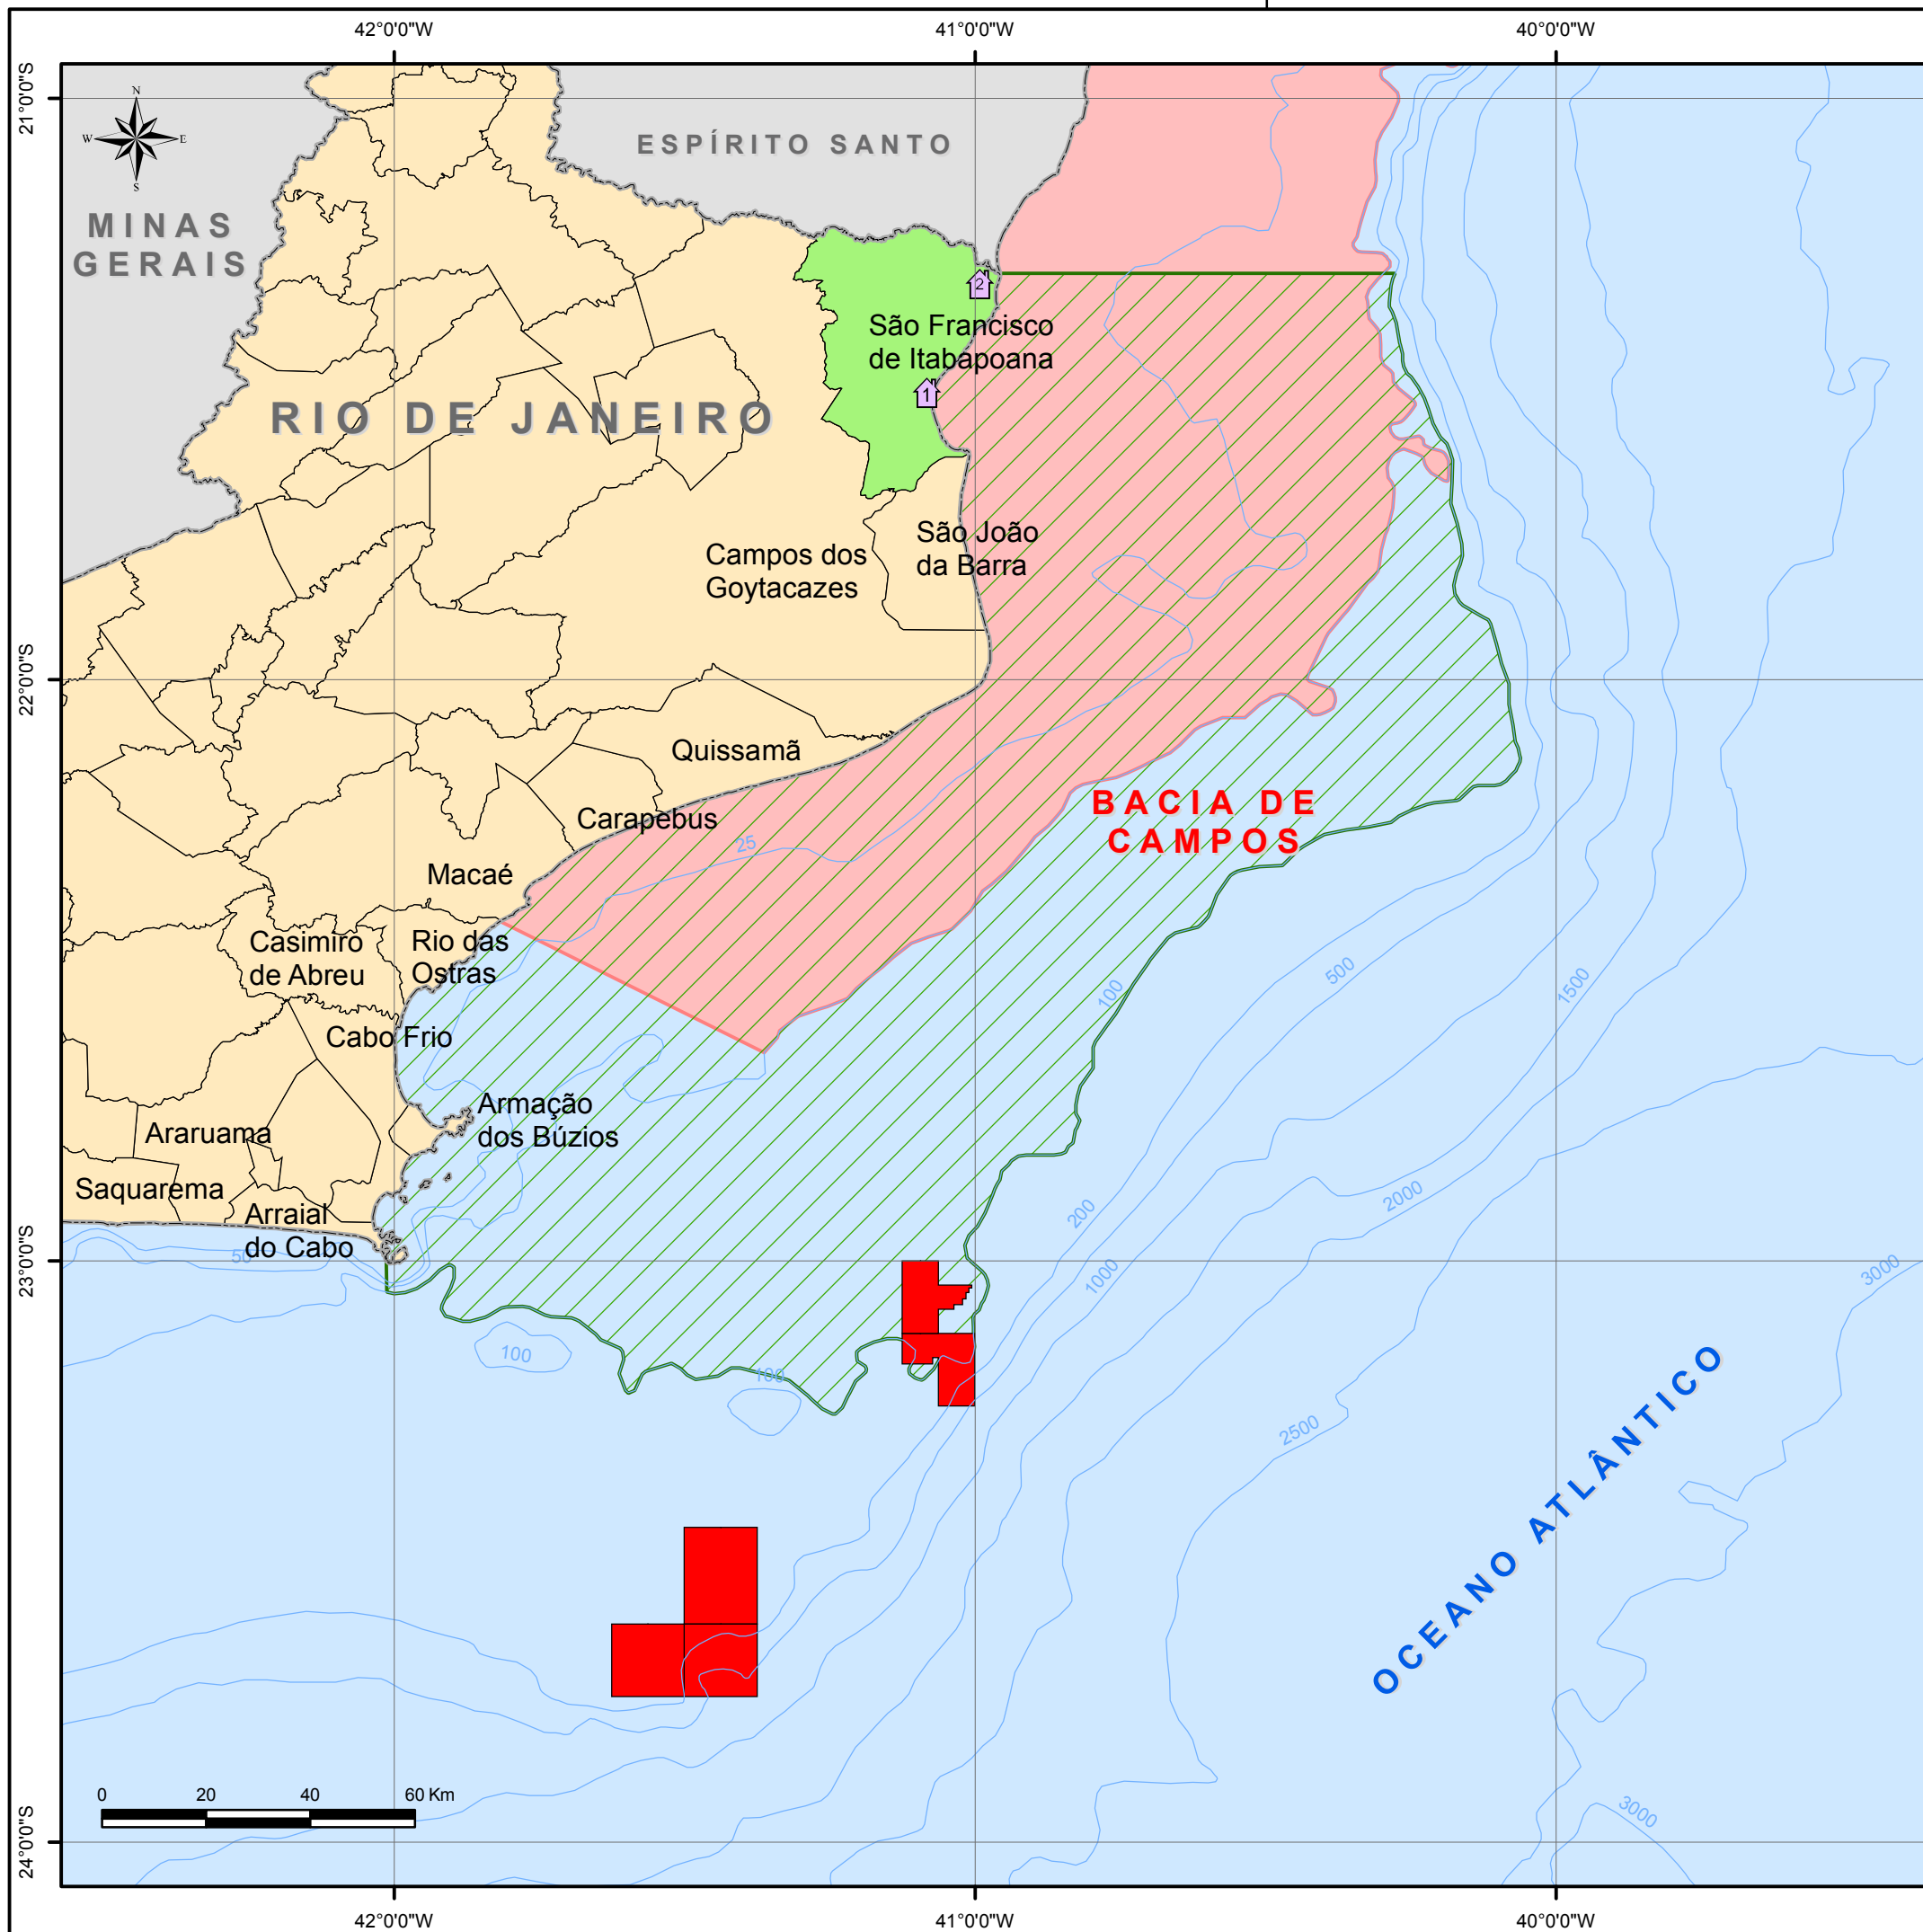 42°0'0"W
41°0'0"W
40°0'0"W
21°0'0"S
N
W
E
S
ESPÍRITO SANTO
MINAS
GERAIS
2
São Francisco
de Itabapoana
1
RIO DE JANEIRO
São João
da Barra
Campos dos
Goytacazes
22°0'0"S
Quissamã
BACIA DE
CAMPOS
Carapebus
25
Macaé
Casimiro
de Abreu
Rio das
Ostras
500
1500
100
Cabo Frio
Armação
dos Búzios
Araruama
Saquarema
2000
200
Arraial
do Cabo
50
23°0'0"S
1000
3000
100
100
2500
OCEANO ATLÂNTICO
0
20
40
60 Km
3000
24°0'0"S
42°0'0"W
41°0'0"W
40°0'0"W